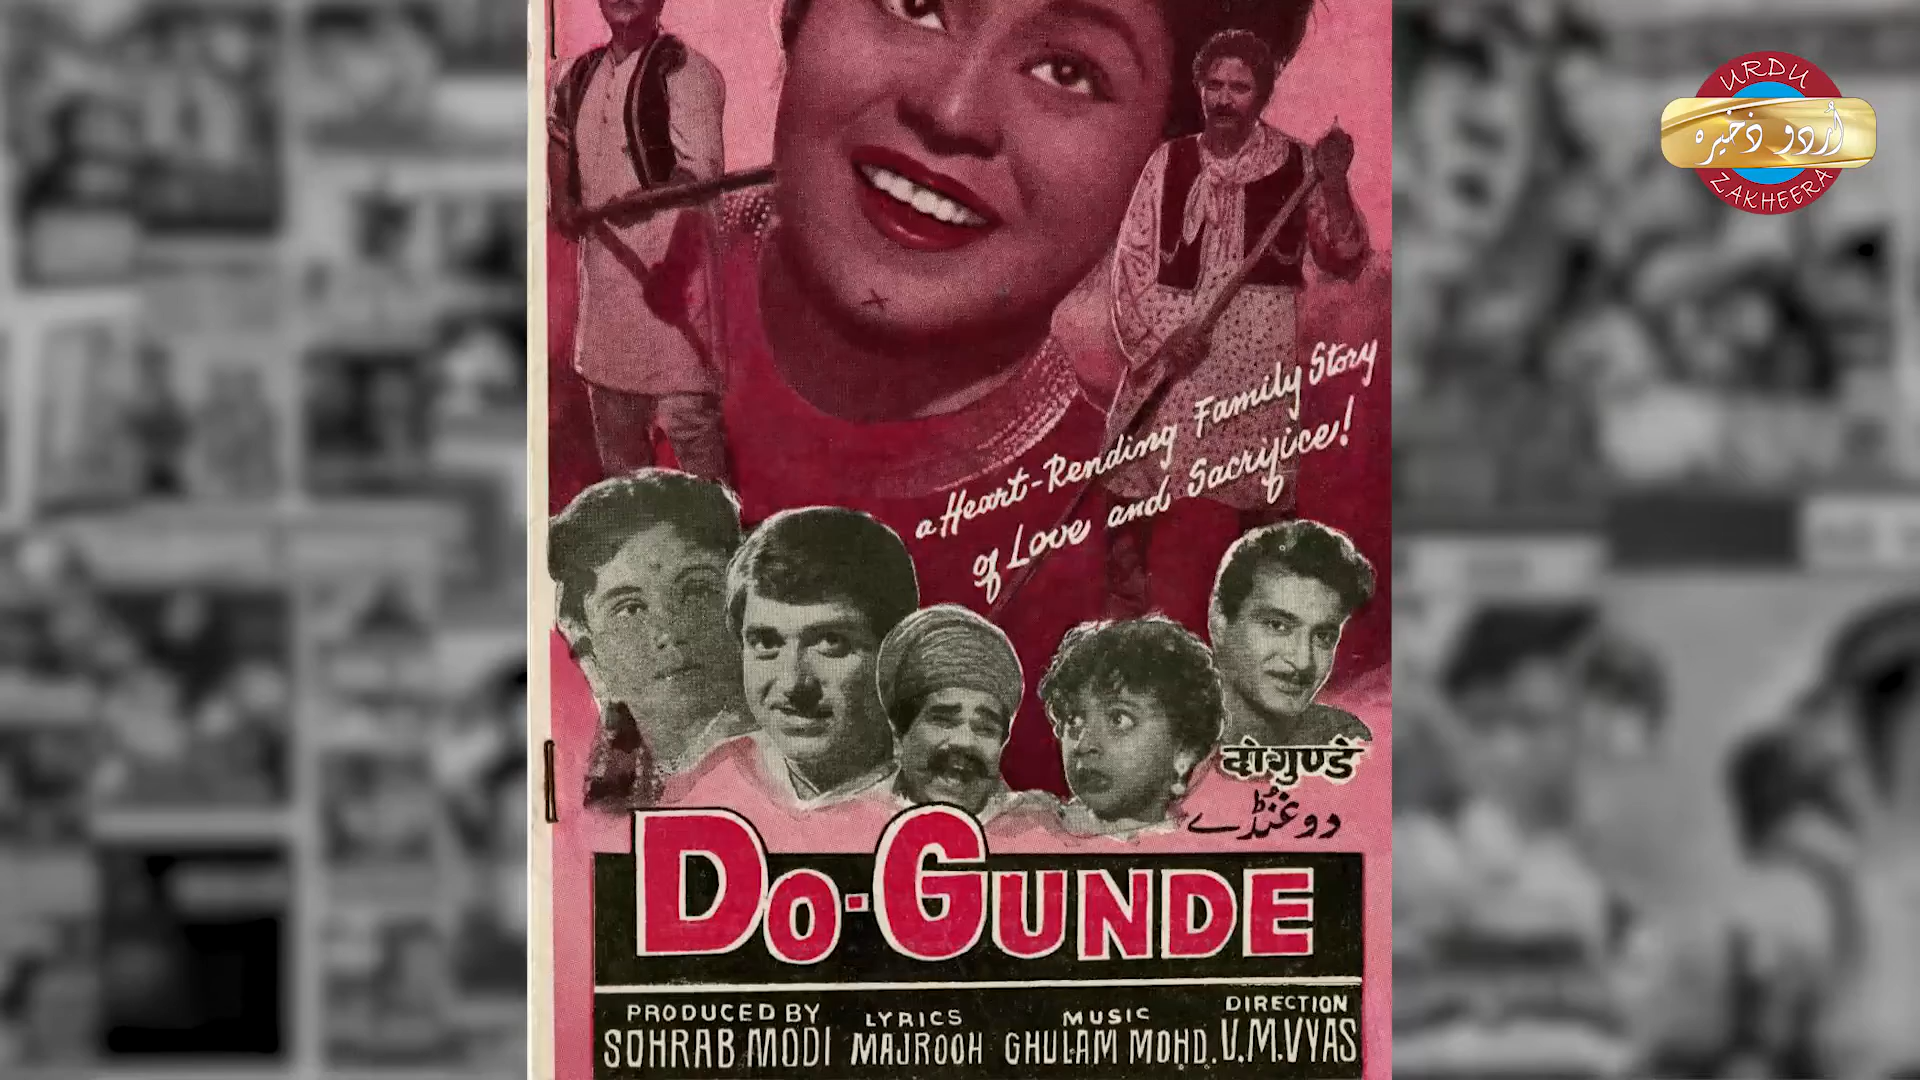 URDU
اُردو ذخیرہ
ZAKHEERA
a Heart-Rending Family Story
of Love and Sacrifice!
दो गुण्डे
دو غنڈے
DO-GUNDE
PRODUCED BY
SOHRAB MODI
LYRICS
MAJROOH
MUSIC
GHULAM MOHD.
DIRECTION
V.M.VYAS